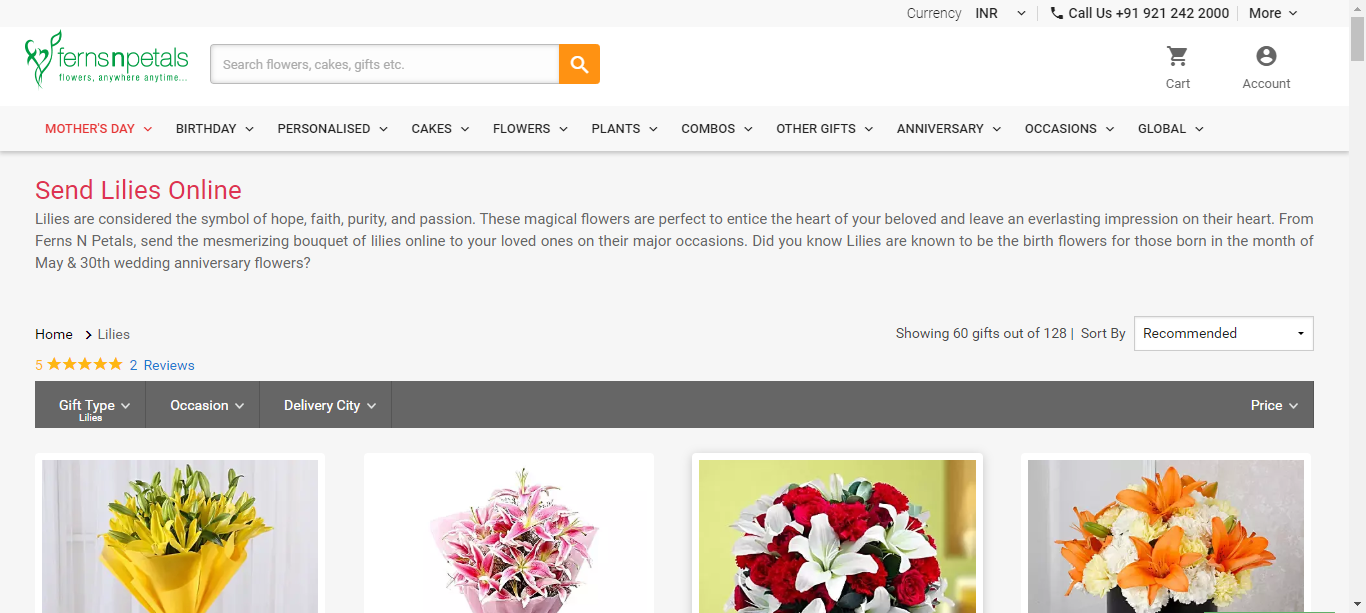 Currency INR Call Us +91 921 242 2000 More
fernsnpetals
flowers, anywhere anytime...
Search flowers, cakes, gifts etc.
Cart Account
MOTHER'S DAY BIRTHDAY PERSONALISED CAKES FLOWERS PLANTS COMBOS OTHER GIFTS ANNIVERSARY OCCASIONS GLOBAL
Send Lilies Online
Lilies are considered the symbol of hope, faith, purity, and passion. These magical flowers are perfect to entice the heart of your beloved and leave an everlasting impression on their heart. From
Ferns N Petals, send the mesmerizing bouquet of lilies online to your loved ones on their major occasions. Did you know Lilies are known to be the birth flowers for those born in the month of
May & 30th wedding anniversary flowers?
Home Lilies
Showing 60 gifts out of 128 | Sort By Recommended
5 2 Reviews
Gift Type Occasion Delivery City Price
Lilies